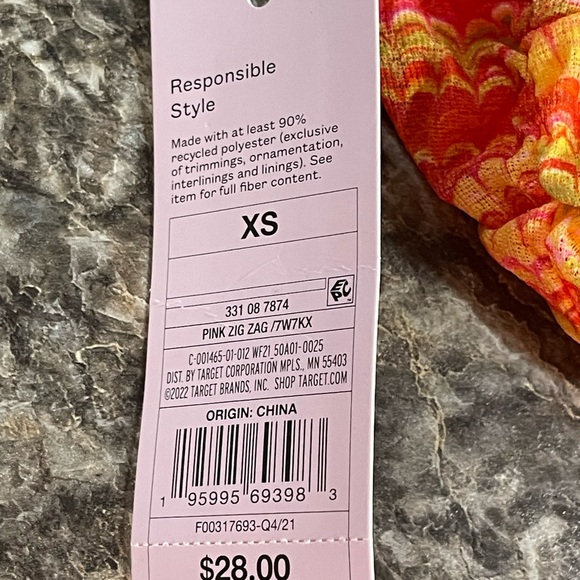 Responsible
Style
Made with at least 90%
recycled polyester (exclusive
of trimmings, ornamentation,
interlinings and linings). See
item for full fiber content.
XS
EPC
331 08 7874
PINK ZIG ZAG /7W7KX
C-001465-01-012 WF21_50A01-0025
DIST. BY TARGET CORPORATION MPLS., MN 55403
©2022 TARGET BRANDS, INC. SHOP TARGET.COM
ORIGIN: CHINA
1 95995 69398 3
F00317693-Q4/21
$28.00